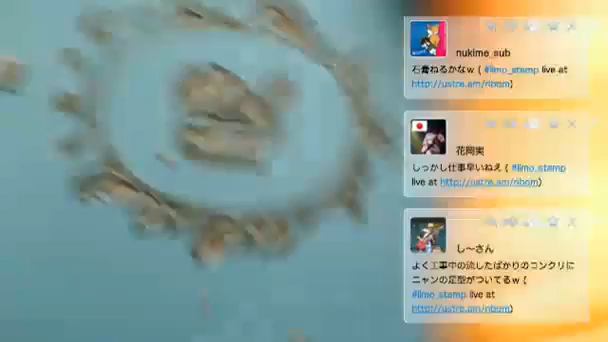 nukime_sub
石膏ねるかなw ( #limo_stamp live at
http://ustre.am/nbom)
花岡実
しっかし仕事早いねえ ( #limo_stamp
live at http://ustre.am/nbom)
し〜さん
よく工事中の流したばかりのコンクリに
ニャンの足型がついてるw (
#limo_stamp live at
http://ustre.am/nbom)